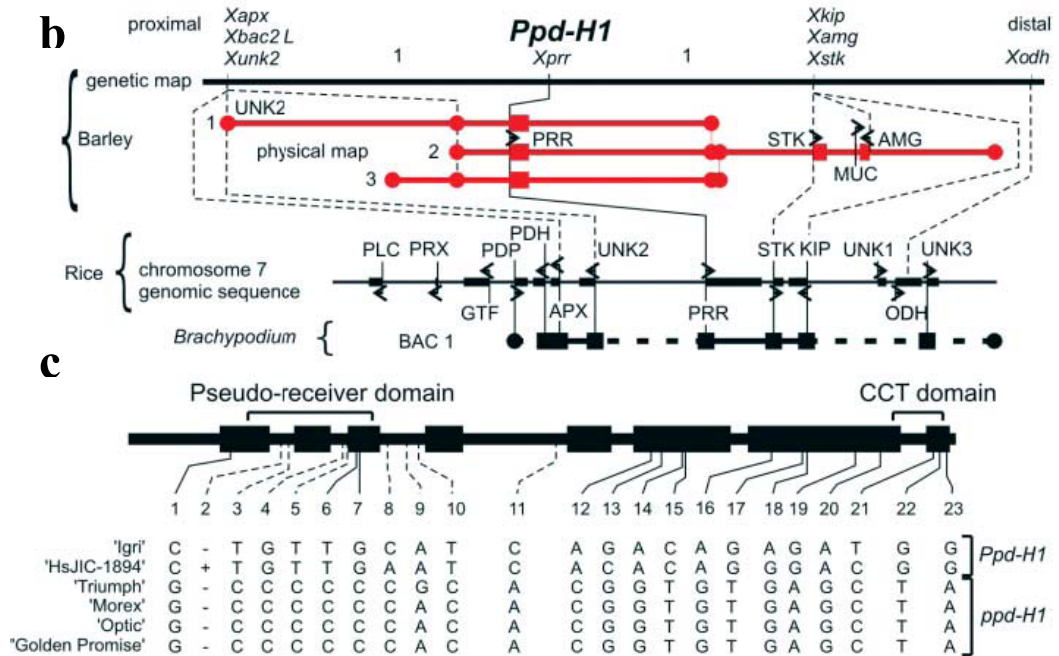 b
proximal Xapx Ppd-H1 Xkip distal
Xbac2 L Xamg
Xunk2 1 Xprr 1 Xstk Xodh
genetic map
UNK2
1
Barley physical map 2 PRR STK AMG
MUC
3
PDH
PLC PRX PDP UNK2 STK KIP UNK1 UNK3
Rice chromosome 7
genomic sequence
GTF APX PRR ODH
Brachypodium BAC 1
c
Pseudo-receiver domain CCT domain
1 2 3 4 5 6 7 8 9 10 11 12 13 14 15 16 17 18 19 20 21 22 23
'Igri' C - T G T T G C A T C A G A C A G A G A T G G Ppd-H1
'HsJIC-1894' C + T G T T G A A T C A C A C A G G G A C G G
'Triumph' G - C C C C C C G C A C G G T G T G A G C T A ppd-H1
'Morex' G - C C C C C C A C A C G G T G T G A G C T A
'Optic' G - C C C C C C A C A C G G T G T G A G C T A
"Golden Promise' G - C C C C C C A C A C G G T G T G A G C T A